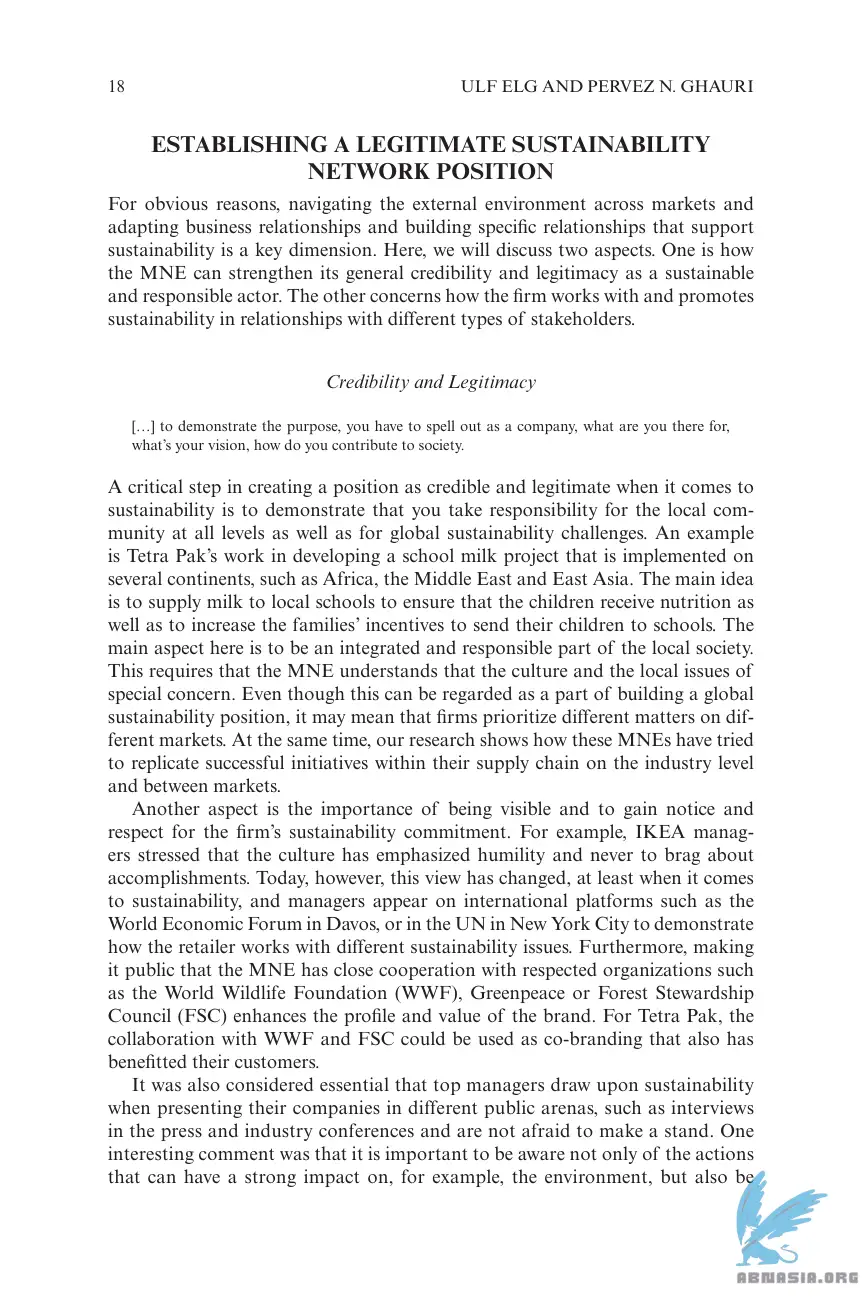 18 ULF ELG AND PERVEZ N. GHAURI
ESTABLISHING A LEGITIMATE SUSTAINABILITY
NETWORK POSITION
For obvious reasons, navigating the external environment across markets and
adapting business relationships and building specific relationships that support
sustainability is a key dimension. Here, we will discuss two aspects. One is how
the MNE can strengthen its general credibility and legitimacy as a sustainable
and responsible actor. The other concerns how the firm works with and promotes
sustainability in relationships with different types of stakeholders.
Credibility and Legitimacy
[…] to demonstrate the purpose, you have to spell out as a company, what are you there for,
what's your vision, how do you contribute to society.
A critical step in creating a position as credible and legitimate when it comes to
sustainability is to demonstrate that you take responsibility for the local com-
munity at all levels as well as for global sustainability challenges. An example
is Tetra Pak's work in developing a school milk project that is implemented on
several continents, such as Africa, the Middle East and East Asia. The main idea
is to supply milk to local schools to ensure that the children receive nutrition as
well as to increase the families' incentives to send their children to schools. The
main aspect here is to be an integrated and responsible part of the local society.
This requires that the MNE understands that the culture and the local issues of
special concern. Even though this can be regarded as a part of building a global
sustainability position, it may mean that firms prioritize different matters on dif-
ferent markets. At the same time, our research shows how these MNEs have tried
to replicate successful initiatives within their supply chain on the industry level
and between markets.
Another aspect is the importance of being visible and to gain notice and
respect for the firm's sustainability commitment. For example, IKEA manag-
ers stressed that the culture has emphasized humility and never to brag about
accomplishments. Today, however, this view has changed, at least when it comes
to sustainability, and managers appear on international platforms such as the
World Economic Forum in Davos, or in the UN in New York City to demonstrate
how the retailer works with different sustainability issues. Furthermore, making
it public that the MNE has close cooperation with respected organizations such
as the World Wildlife Foundation (WWF), Greenpeace or Forest Stewardship
Council (FSC) enhances the profile and value of the brand. For Tetra Pak, the
collaboration with WWF and FSC could be used as co-branding that also has
benefitted their customers.
It was also considered essential that top managers draw upon sustainability
when presenting their companies in different public arenas, such as interviews
in the press and industry conferences and are not afraid to make a stand. One
interesting comment was that it is important to be aware not only of the actions
that can have a strong impact on, for example, the environment, but also be
ABNASIA.ORG